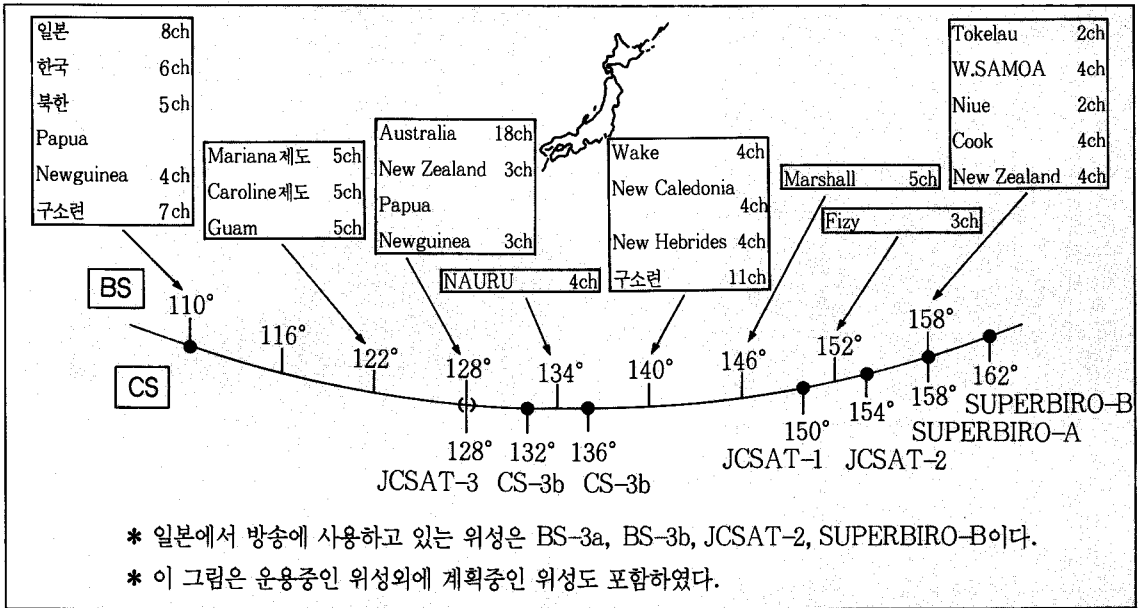 일본 8ch
한국 6ch
북한 5ch
Papua
Newguinea 4ch
구소련 7ch
Mariana제도 5ch
Caroline제도 5ch
Guam 5ch
Australia 18ch
New Zealand 3ch
Papua
Newguinea 3ch
NAURU 4ch
Wake 4ch
New Caledonia
4ch
New Hebrides 4ch
구소련 11ch
Marshall 5ch
Fizy 3ch
Tokelau 2ch
W.SAMOA 4ch
Niue 2ch
Cook 4ch
New Zealand 4ch
BS
110°
116°
122°
128°
134°
140°
146°
152°
158°
CS
128°
JCSAT-3
132°
CS-3b
136°
CS-3b
150°
JCSAT-1
154°
JCSAT-2
158°
SUPERBIRO-A
162°
SUPERBIRO-B
* 일본에서 방송에 사용하고 있는 위성은 BS-3a, BS-3b, JCSAT-2, SUPERBIRO-B이다.
* 이 그림은 운용중인 위성외에 계획중인 위성도 포함하였다.